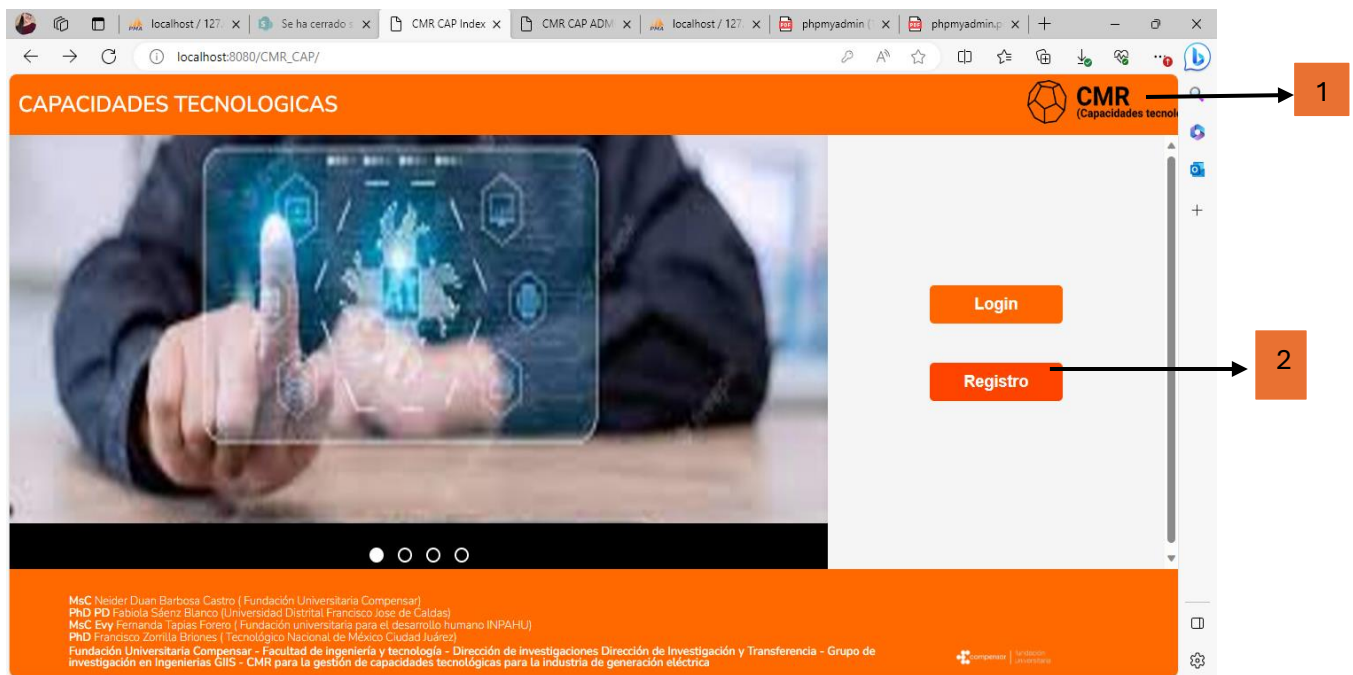 localhost / 127.
Se ha cerrado s
CMR CAP Index
CMR CAP ADM
localhost / 127.
phpmyadmin (
phpmyadmin.p
localhost:8080/CMR_CAP/
CAPACIDADES TECNOLOGICAS
CMR
(Capacidades tecnol
1
Login
Registro
2
MsC Neider Duan Barbosa Castro ( Fundación Universitaria Compensar)
PhD PD Fabiola Sáenz Blanco (Universidad Distrital Francisco Jose de Caldas)
MsC Evy Fernanda Tapias Forero ( Fundación universitaria para el desarrollo humano INPAHU)
PhD Francisco Zorrilla Briones ( Tecnológico Nacional de México Ciudad Juárez)
Fundación Universitaria Compensar - Facultad de ingeniería y tecnología - Dirección de investigaciones Dirección de Investigación y Transferencia - Grupo de
investigación en Ingenierias GIIS - CMR para la gestión de capacidades tecnológicas para la industria de generación eléctrica
compensar | fundación
universitaria